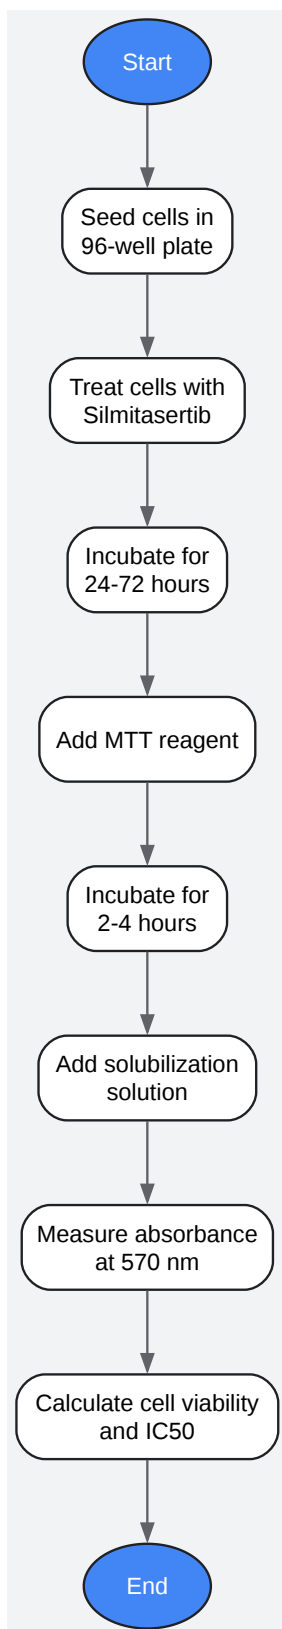 Start
Seed cells in
96-well plate
Treat cells with
Silmitasertib
Incubate for
24-72 hours
Add MTT reagent
Incubate for
2-4 hours
Add solubilization
solution
Measure absorbance
at 570 nm
Calculate cell viability
and IC50
End